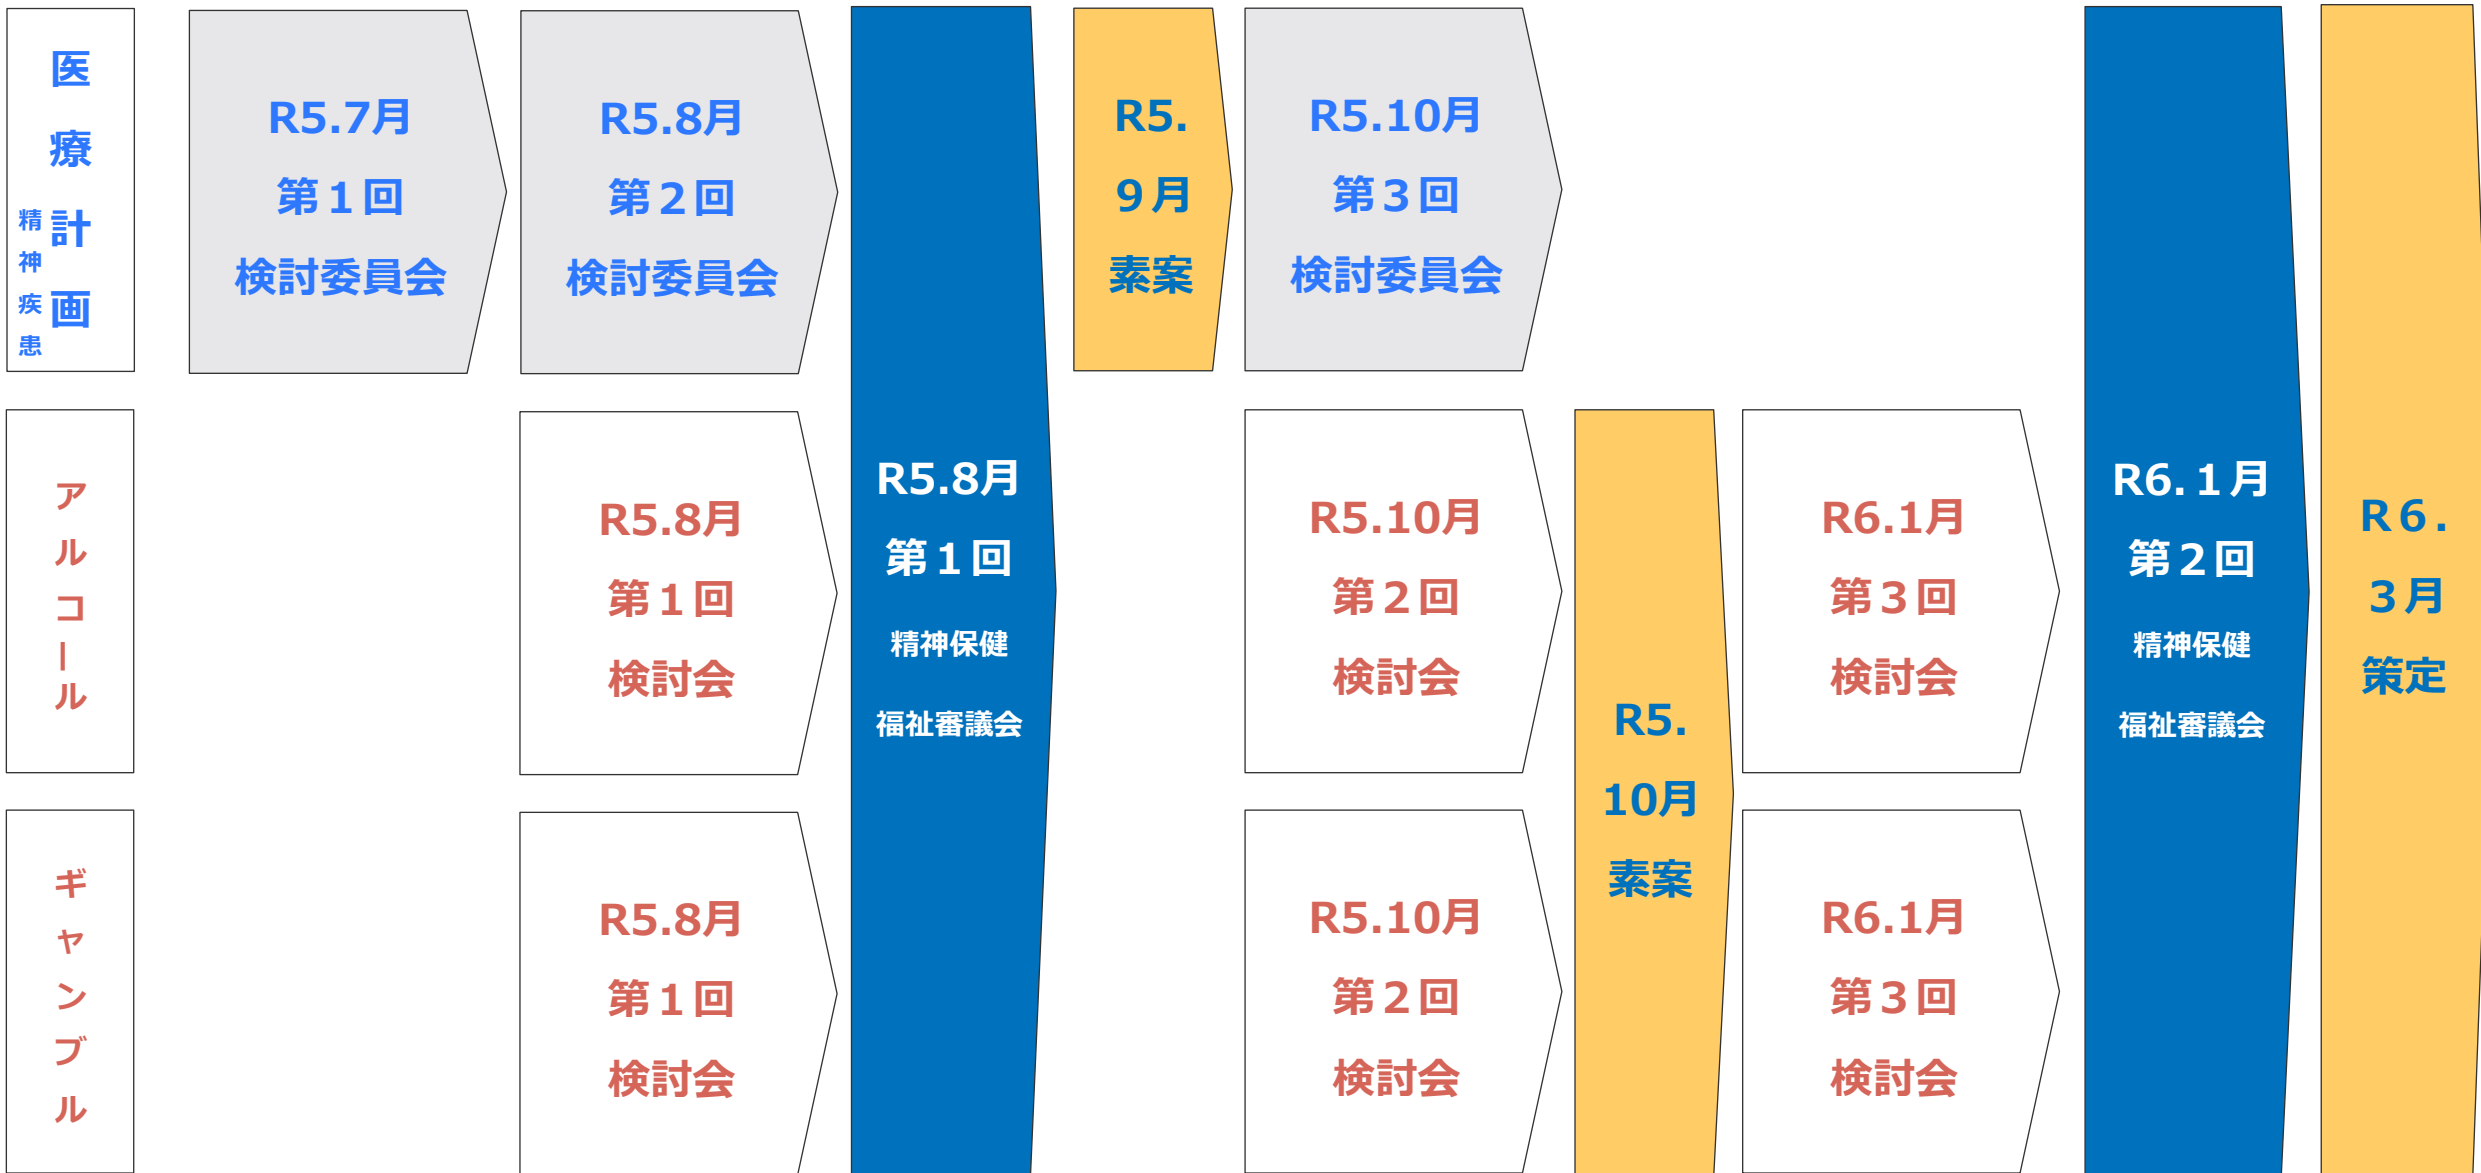 医療計画
精神疾患
R5.7月
第１回
検討委員会
R5.8月
第２回
検討委員会
R5.
９月
素案
R5.10月
第３回
検討委員会
アルコール
R5.8月
第１回
検討会
R5.8月
第１回
精神保健
福祉審議会
R5.10月
第２回
検討会
R5.
10月
素案
R6.1月
第３回
検討会
R6.１月
第２回
精神保健
福祉審議会
R６.
３月
策定
ギャンブル
R5.8月
第１回
検討会
R5.10月
第２回
検討会
R6.1月
第３回
検討会